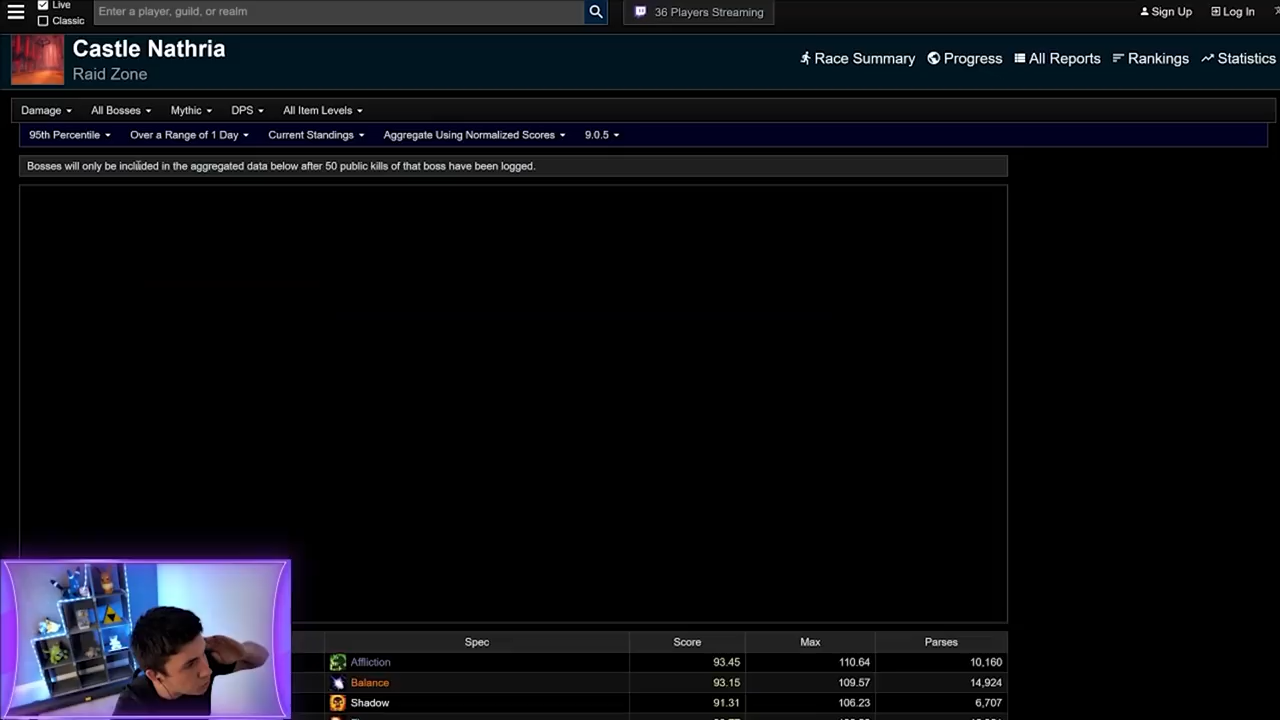 Live
Classic
Enter a player, guild, or realm
36 Players Streaming
Sign Up
Log In
Castle Nathria
Raid Zone
Race Summary
Progress
All Reports
Rankings
Statistics
Damage
All Bosses
Mythic
DPS
All Item Levels
95th Percentile
Over a Range of 1 Day
Current Standings
Aggregate Using Normalized Scores
9.0.5
Bosses will only be included in the aggregated data below after 50 public kills of that boss have been logged.
Spec Score Max Parses
Affliction 93.45 110.64 10,160
Balance 93.15 109.57 14,924
Shadow 91.31 106.23 6,707